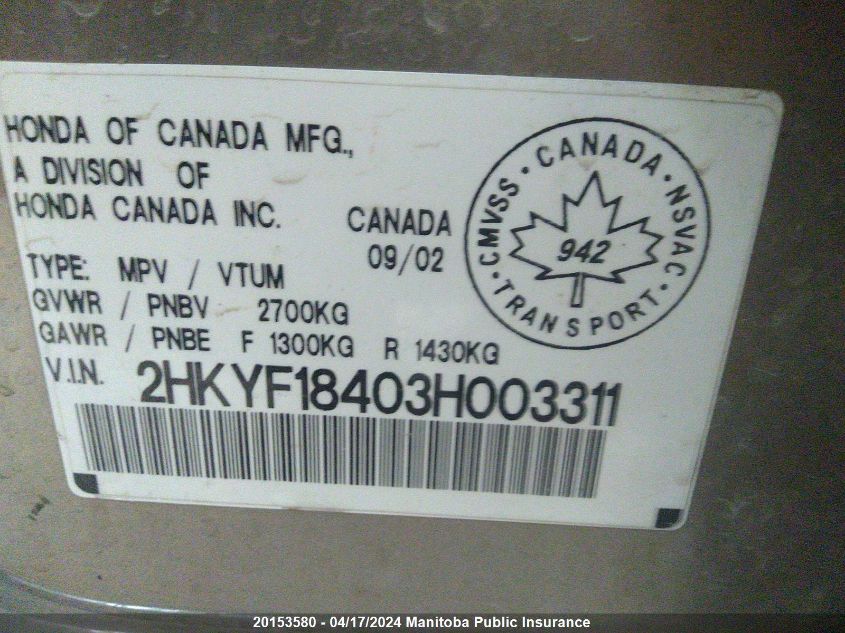 HONDA OF CANADA MFG.,
A DIVISION OF
HONDA CANADA INC.
CANADA
09/02
TYPE: MPV / VTUM
GVWR / PNBV 2700KG
GAWR / PNBE F 1300KG R 1430KG
V.I.N. 2HKYF18403H003311
CMVSS · CANADA · NSVAC · TRANSPORT ·
942
20153580 - 04/17/2024 Manitoba Public Insurance